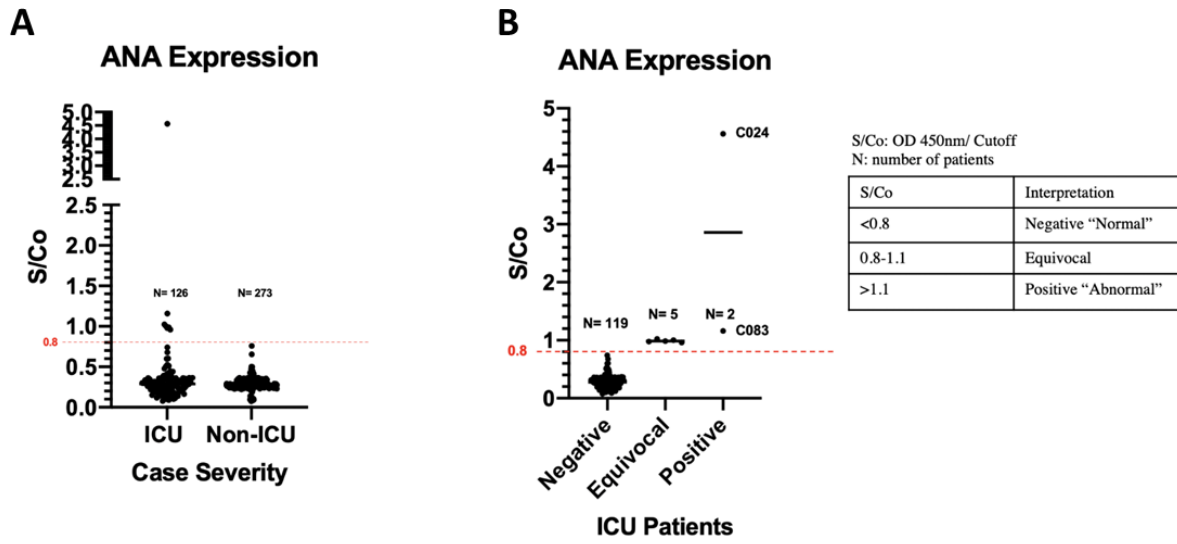 A
ANA Expression
5.0
4.5
4.0
3.5
3.0
2.5
2.5
2.0
1.5
1.0
0.8
0.5
0.0
S/Co
N= 126
N= 273
ICU
Non-ICU
Case Severity
B
ANA Expression
5
4
3
2
1
0.8
0
S/Co
C024
N= 119
N= 5
N= 2
C083
Negative
Equivocal
Positive
ICU Patients
S/Co: OD 450nm/ Cutoff
N: number of patients
S/Co Interpretation
<0.8 Negative “Normal”
0.8-1.1 Equivocal
>1.1 Positive “Abnormal”